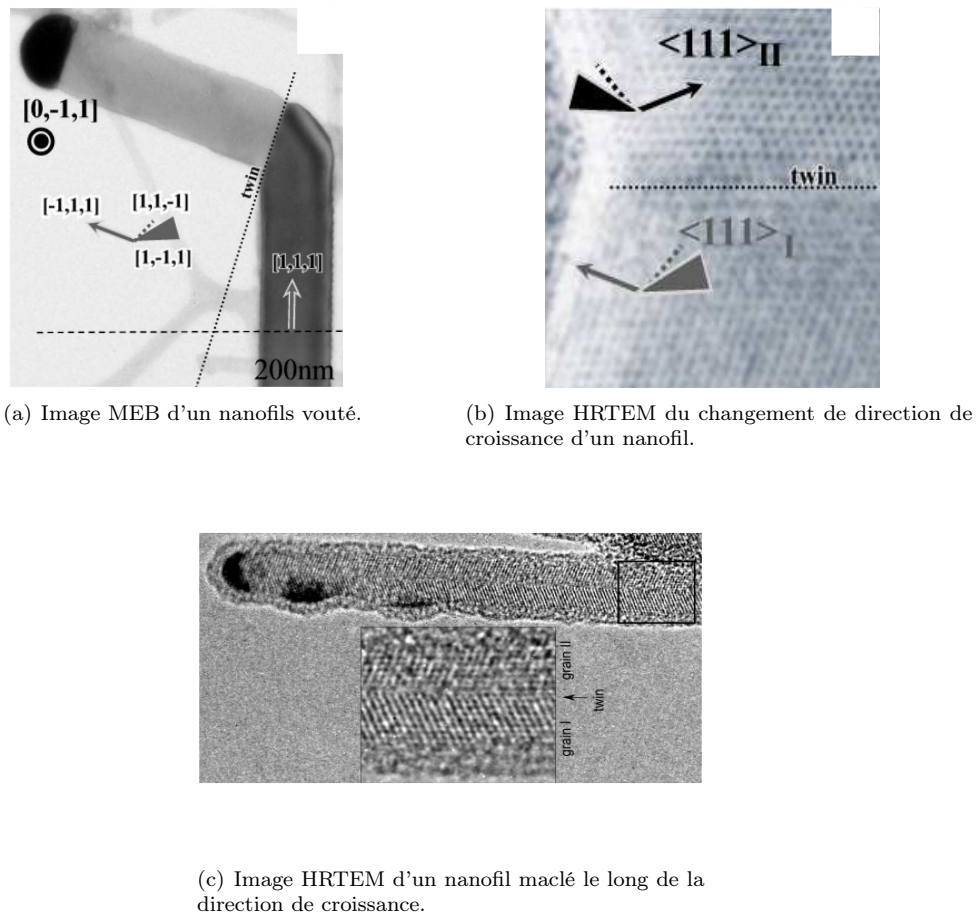 [0,-1,1]
twin
[-1,1,1]
[1,1,-1]
[1,-1,1]
[1,1,1]
200nm
<111>II
twin
<111>I
(a) Image MEB d'un nanofils vouté.
(b) Image HRTEM du changement de direction de
croissance d'un nanofil.
grain II
twin
grain I
(c) Image HRTEM d'un nanofil maclé le long de la
direction de croissance.